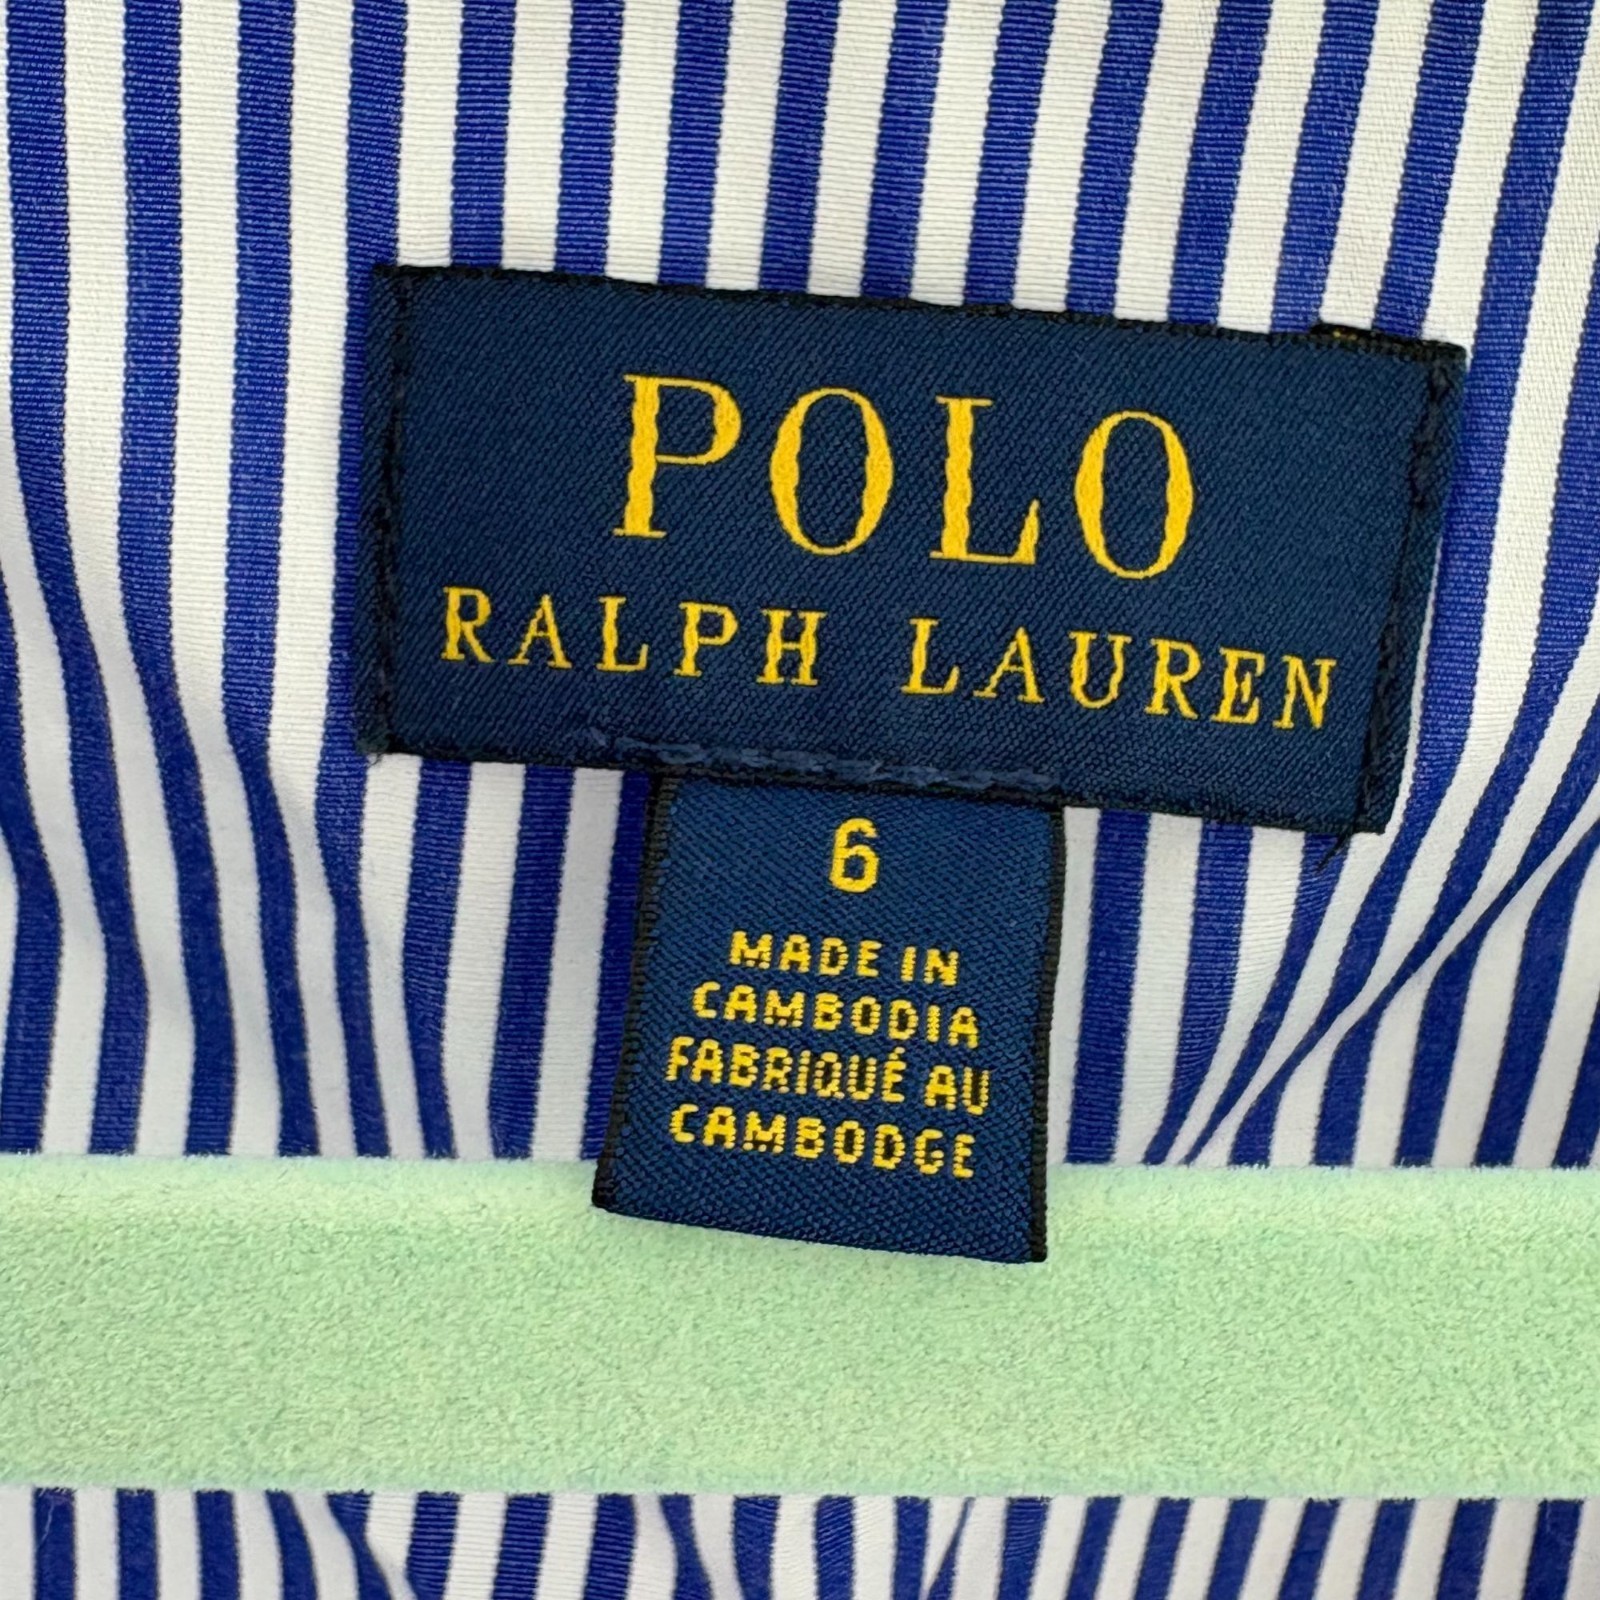 POLO
RALPH LAUREN
6
MADE IN
CAMBODIA
FABRIQUÉ AU
CAMBODGE